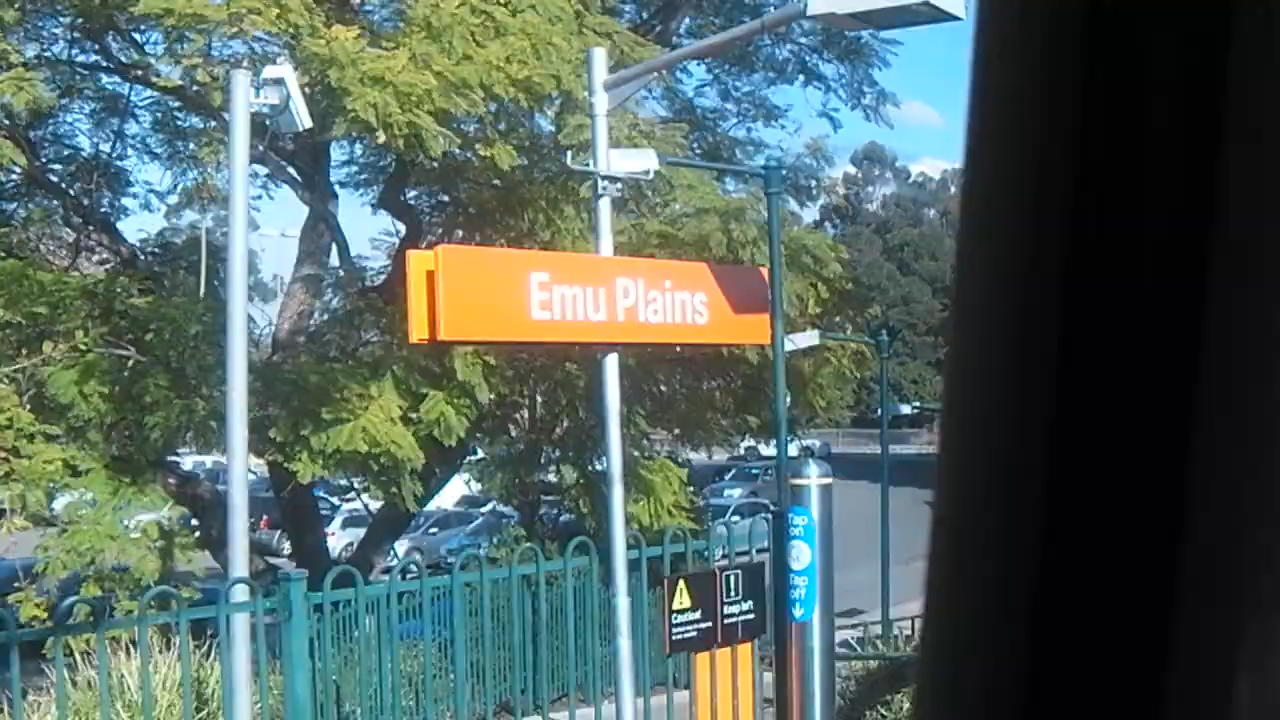 Emu Plains
Tap
on
Tap
off
Caution!
Keep left